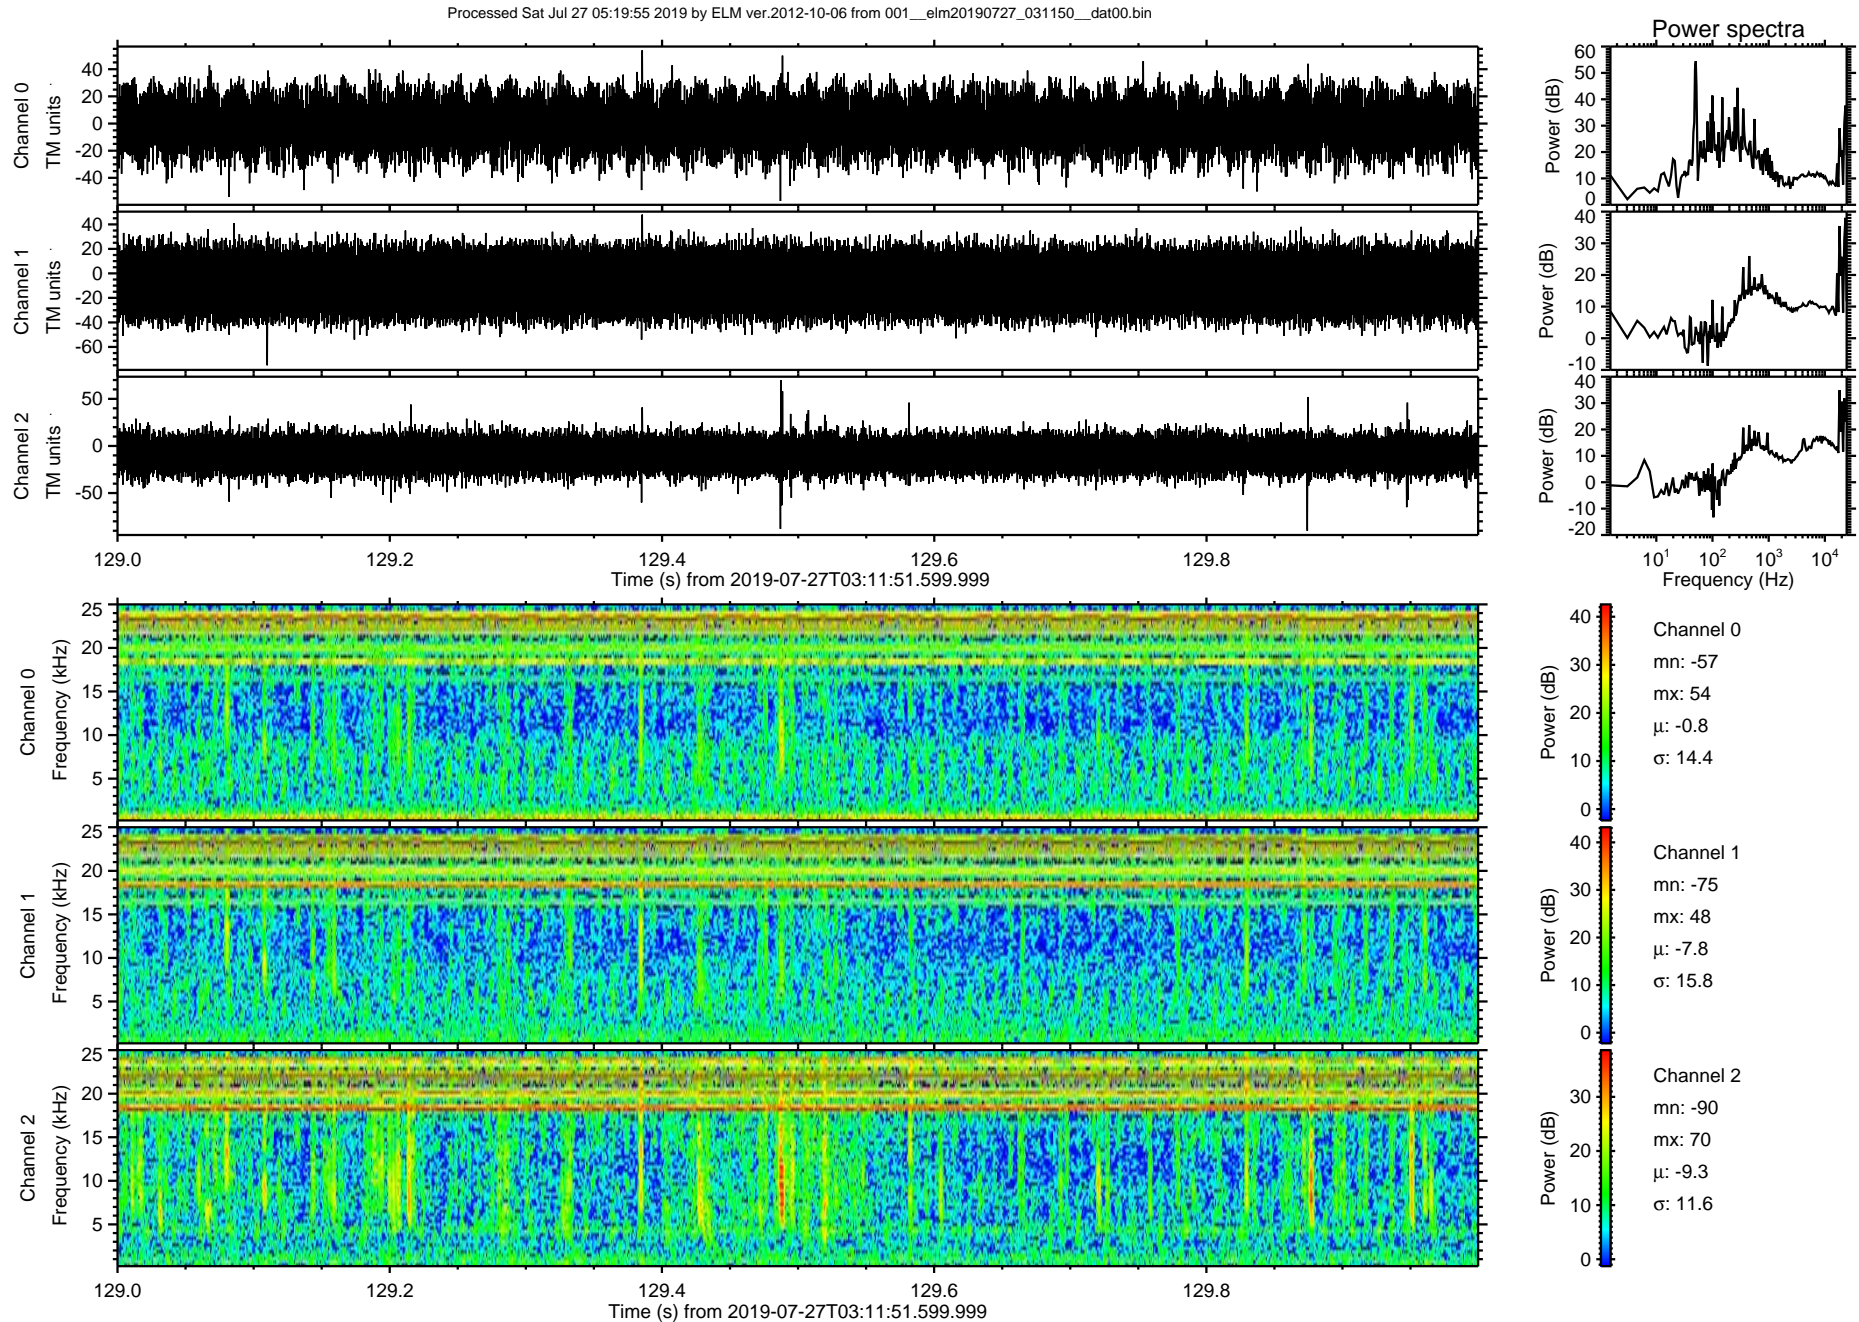 Processed Sat Jul 27 05:19:55 2019 by ELM ver.2012-10-06 from 001__elm20190727_031150__dat00.bin
Power spectra
Channel 0
TM units
40
20
0
-20
-40
Power (dB)
60
50
40
30
20
10
0
Channel 1
TM units
40
20
0
-20
-40
-60
Power (dB)
40
30
20
10
0
-10
Channel 2
TM units
50
0
-50
Power (dB)
40
30
20
10
0
-10
-20
129.0 129.2 129.4 129.6 129.8
Time (s) from 2019-07-27T03:11:51.599.999
10^1 10^2 10^3 10^4
Frequency (Hz)
Channel 0
Frequency (kHz)
25
20
15
10
5
Power (dB)
40
30
20
10
0
Channel 0
mn: -57
mx: 54
μ: -0.8
σ: 14.4
Channel 1
Frequency (kHz)
25
20
15
10
5
Power (dB)
40
30
20
10
0
Channel 1
mn: -75
mx: 48
μ: -7.8
σ: 15.8
Channel 2
Frequency (kHz)
25
20
15
10
5
Power (dB)
30
20
10
0
Channel 2
mn: -90
mx: 70
μ: -9.3
σ: 11.6
129.0 129.2 129.4 129.6 129.8
Time (s) from 2019-07-27T03:11:51.599.999